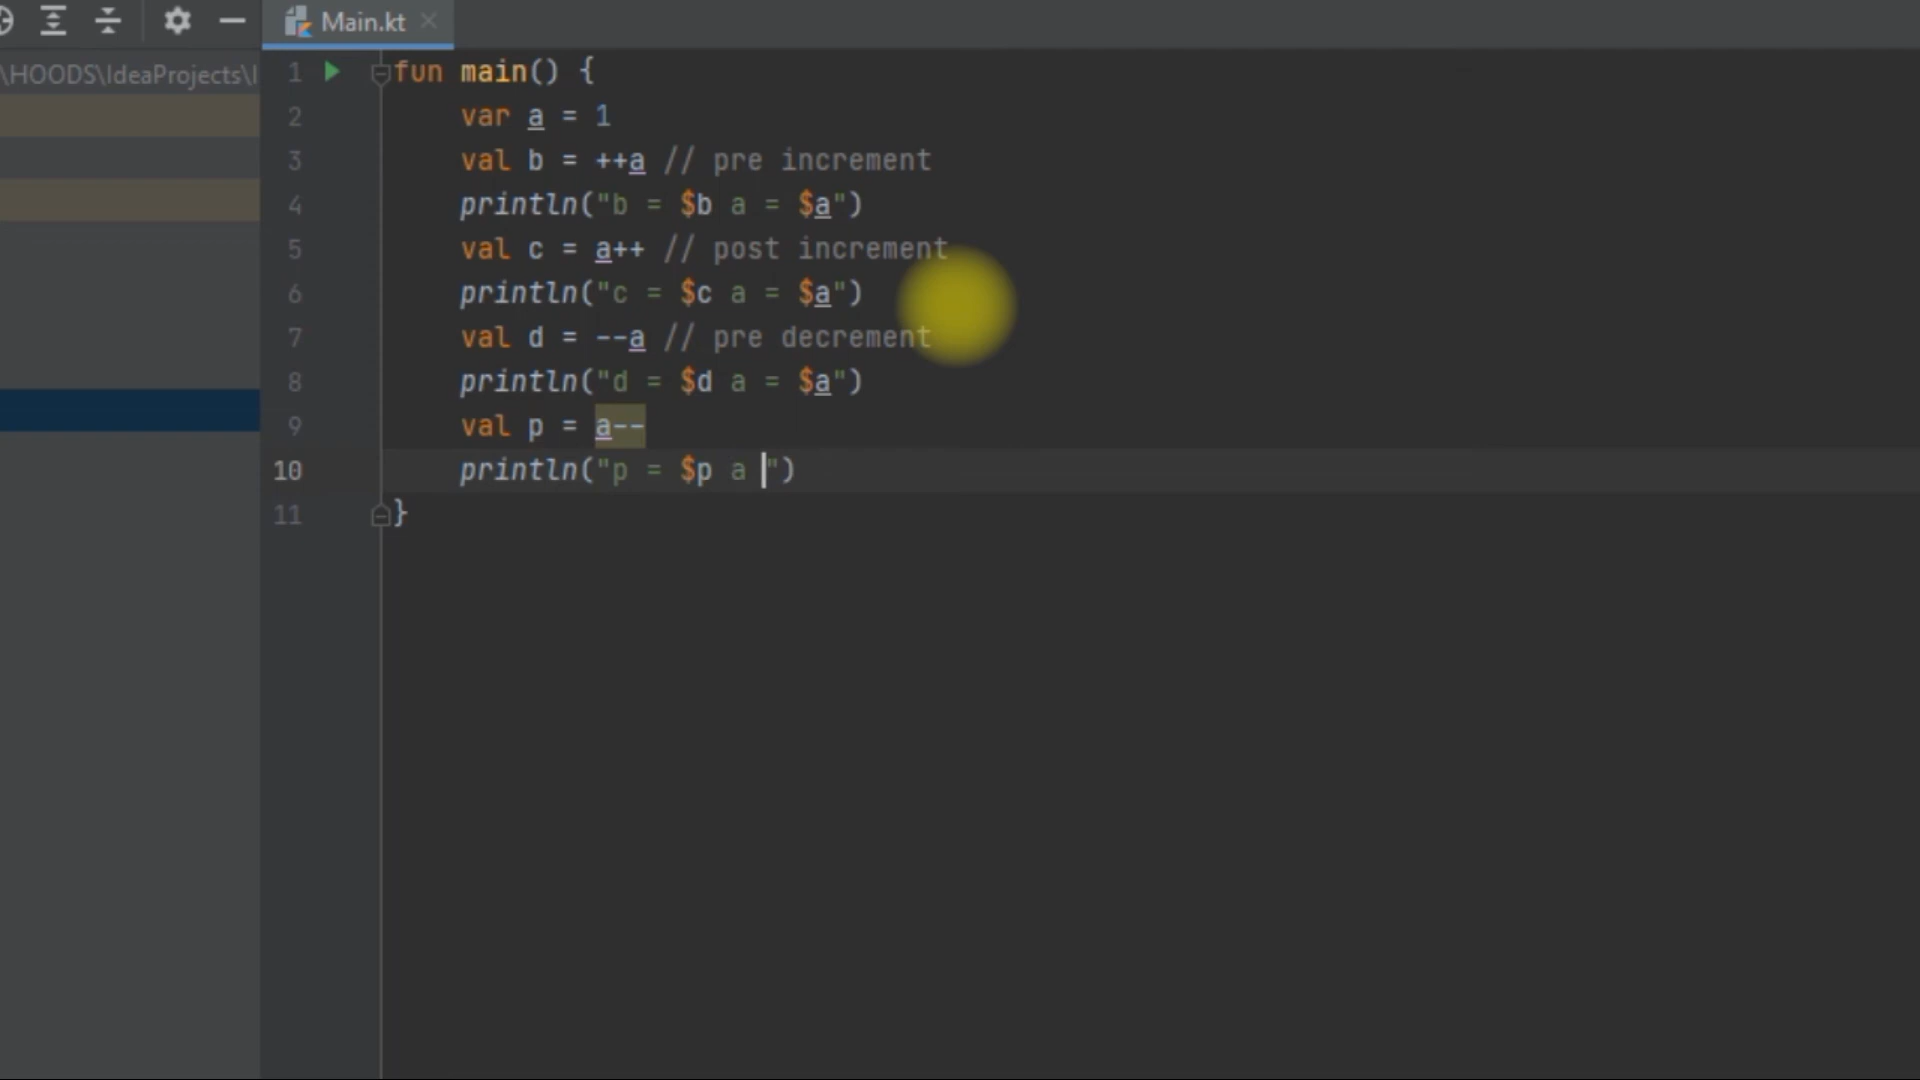 Main.kt
\HOODS\IdeaProjects\
1 fun main() {
2 var a = 1
3 val b = ++a // pre increment
4 println("b = $b a = $a")
5 val c = a++ // post increment
6 println("c = $c a = $a")
7 val d = --a // pre decrement
8 println("d = $d a = $a")
9 val p = a--
10 println("p = $p a ")
11 }